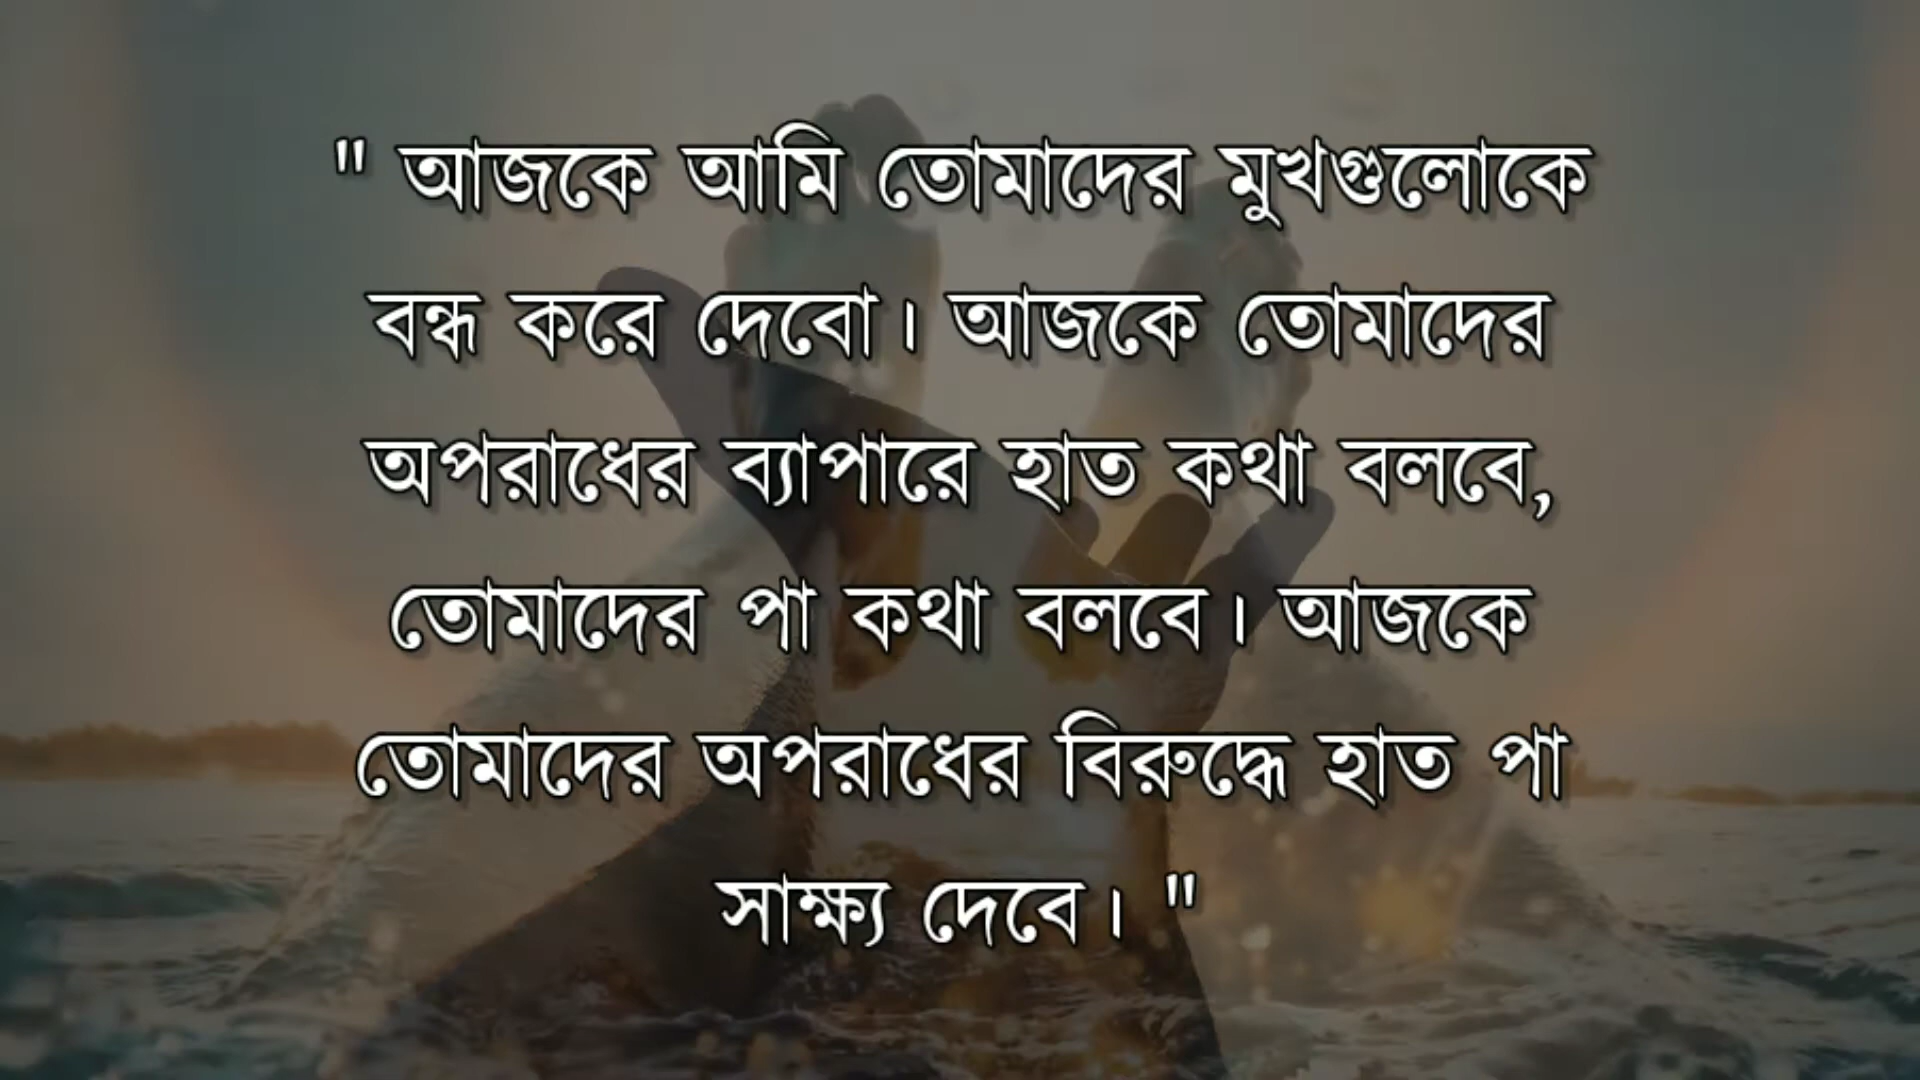 " আজকে আমি তোমাদের মুখগুলোকে
বন্ধ করে দেবো। আজকে তোমাদের
অপরাধের ব্যাপারে হাত কথা বলবে,
তোমাদের পা কথা বলবে। আজকে
তোমাদের অপরাধের বিরুদ্ধে হাত পা
সাক্ষ্য দেবে। "